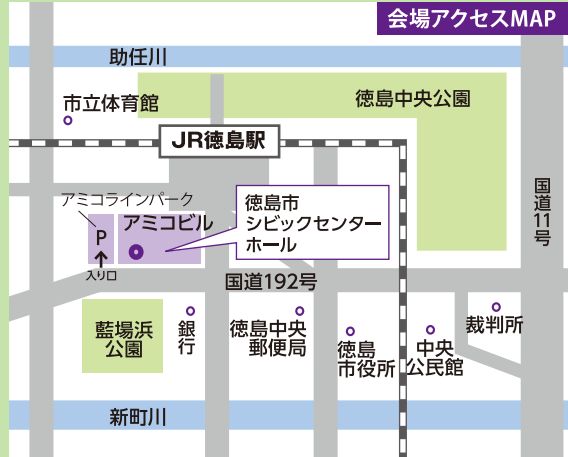 会場アクセスMAP
助任川
市立体育館
徳島中央公園
JR徳島駅
国道11号
アミコラインパーク
アミコビル
P
入り口
徳島市
シビックセンター
ホール
国道192号
藍場浜
公園
銀行
徳島中央
郵便局
徳島
市役所
中央
公民館
裁判所
新町川